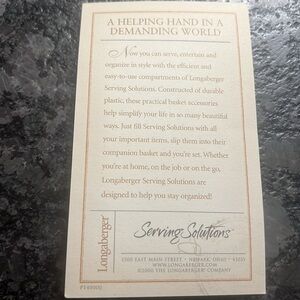 A HELPING HAND IN A
DEMANDING WORLD
Now you can serve, entertain and
organize in style with the efficient and
easy-to-use compartments of Longaberger
Serving Solutions. Constructed of durable
plastic, these practical basket accessories
help simplify your life in so many beautiful
ways. Just fill Serving Solutions with all
your important items, slip them into their
companion basket and you're set. Whether
you're at home, on the job or on the go,
Longaberger Serving Solutions are
designed to help you stay organized!
Longaberger
Serving Solutions™
1500 EAST MAIN STREET • NEWARK, OHIO • 43055
WWW.LONGABERGER.COM
©2000 THE LONGABERGER COMPANY